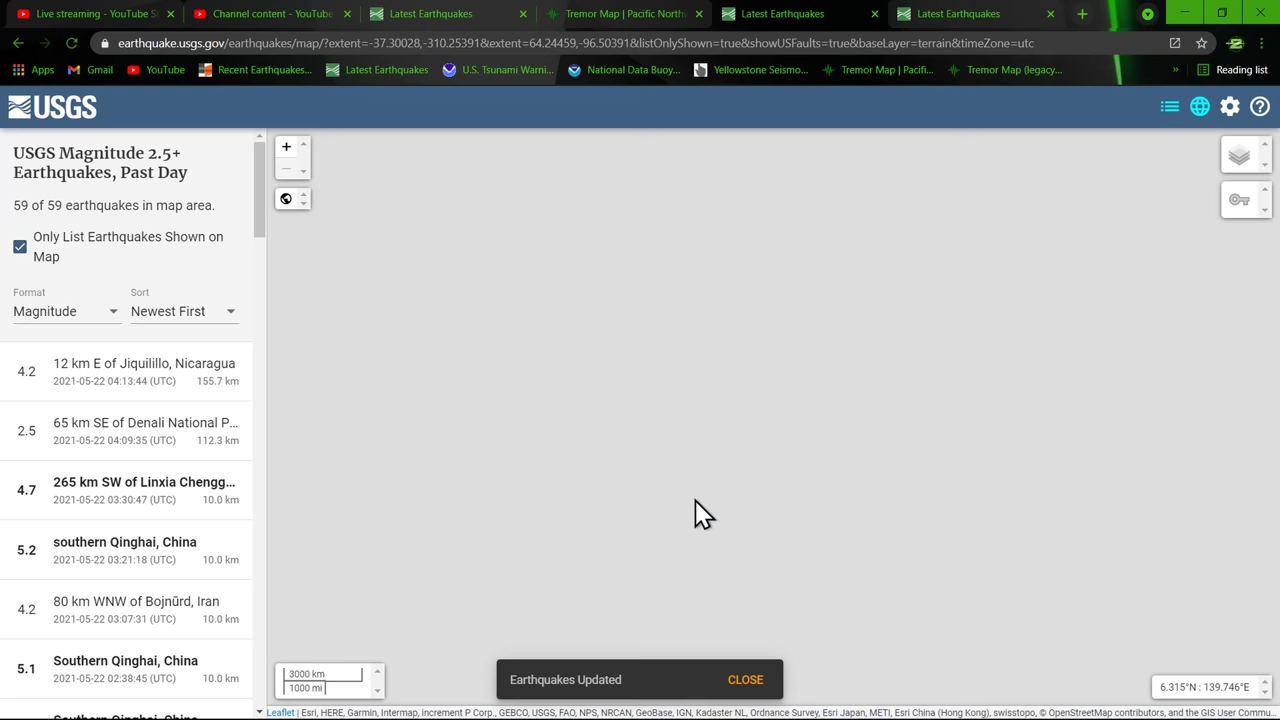 Live streaming - YouTube S
Channel content - YouTube
Latest Earthquakes
Tremor Map | Pacific North
Latest Earthquakes
Latest Earthquakes
earthquake.usgs.gov/earthquakes/map/?extent=-37.30028,-310.25391&extent=64.24459,-96.50391&listOnlyShown=true&showUSFaults=true&baseLayer=terrain&timeZone=utc
Apps
Gmail
YouTube
Recent Earthquakes...
Latest Earthquakes
U.S. Tsunami Warni...
National Data Buoy...
Yellowstone Seismo...
Tremor Map | Pacifi...
Tremor Map (legacy...
»
Reading list
USGS
USGS Magnitude 2.5+
Earthquakes, Past Day
59 of 59 earthquakes in map area.
Only List Earthquakes Shown on
Map
Format
Sort
Magnitude
Newest First
4.2
12 km E of Jiquilillo, Nicaragua
2021-05-22 04:13:44 (UTC) 155.7 km
2.5
65 km SE of Denali National P...
2021-05-22 04:09:35 (UTC) 112.3 km
4.7
265 km SW of Linxia Chengg...
2021-05-22 03:30:47 (UTC) 10.0 km
5.2
southern Qinghai, China
2021-05-22 03:21:18 (UTC) 10.0 km
4.2
80 km WNW of Bojnūrd, Iran
2021-05-22 03:07:31 (UTC) 10.0 km
5.1
Southern Qinghai, China
2021-05-22 02:38:45 (UTC) 10.0 km
Southern Qinghai, China
3000 km
1000 mi
Earthquakes Updated
CLOSE
6.315°N : 139.746°E
Leaflet | Esri, HERE, Garmin, Intermap, increment P Corp., GEBCO, USGS, FAO, NPS, NRCAN, GeoBase, IGN, Kadaster NL, Ordnance Survey, Esri Japan, METI, Esri China (Hong Kong), swisstopo, © OpenStreetMap contributors, and the GIS User Commu...